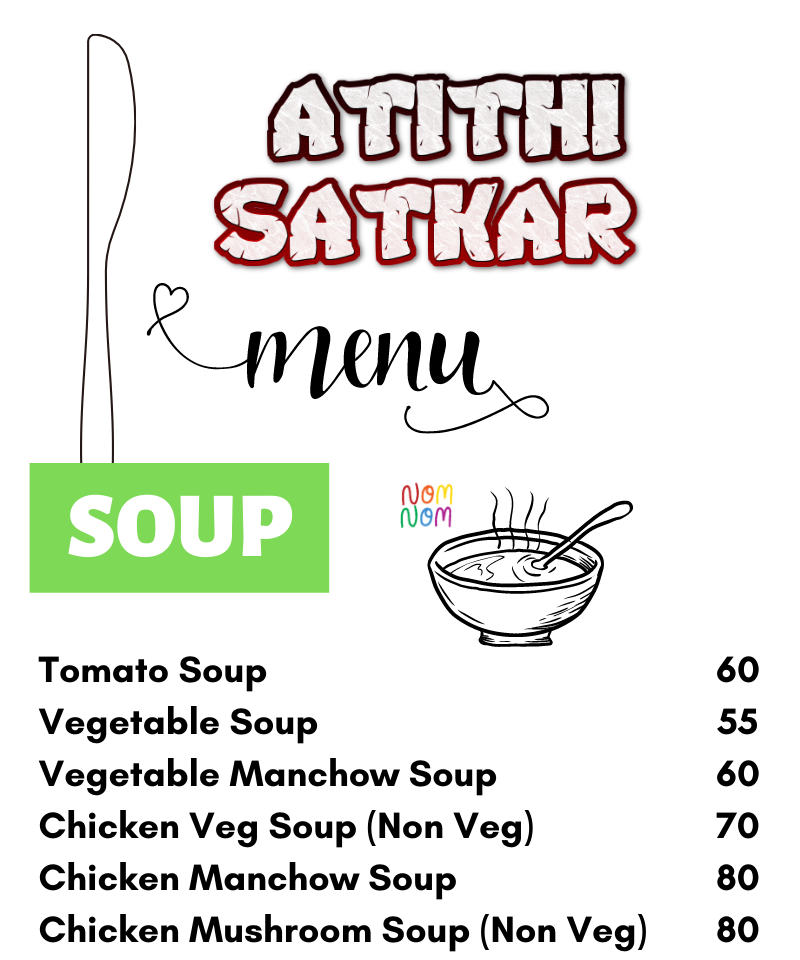 ATITHI
SATKAR
menu
SOUP
NOM
NOM
Tomato Soup 60
Vegetable Soup 55
Vegetable Manchow Soup 60
Chicken Veg Soup (Non Veg) 70
Chicken Manchow Soup 80
Chicken Mushroom Soup (Non Veg) 80